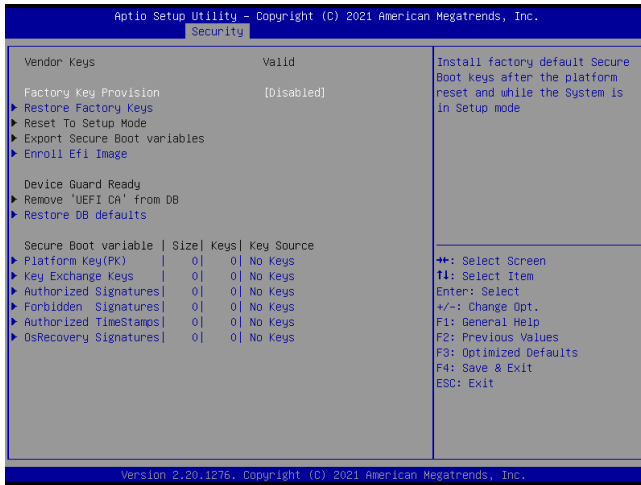 Aptio Setup Utility – Copyright (C) 2021 American Megatrends, Inc.
Security
Vendor Keys Valid
Factory Key Provision [Disabled]
Restore Factory Keys
Reset To Setup Mode
Export Secure Boot variables
Enroll Efi Image
Device Guard Ready
Remove 'UEFI CA' from DB
Restore DB defaults
Secure Boot variable | Size| Keys| Key Source
Platform Key(PK) | 0| 0| No Keys
Key Exchange Keys | 0| 0| No Keys
Authorized Signatures| 0| 0| No Keys
Forbidden Signatures| 0| 0| No Keys
Authorized TimeStamps| 0| 0| No Keys
OsRecovery Signatures| 0| 0| No Keys
Install factory default Secure
Boot keys after the platform
reset and while the System is
in Setup mode
→←: Select Screen
↑↓: Select Item
Enter: Select
+/-: Change Opt.
F1: General Help
F2: Previous Values
F3: Optimized Defaults
F4: Save & Exit
ESC: Exit
Version 2.20.1276. Copyright (C) 2021 American Megatrends, Inc.